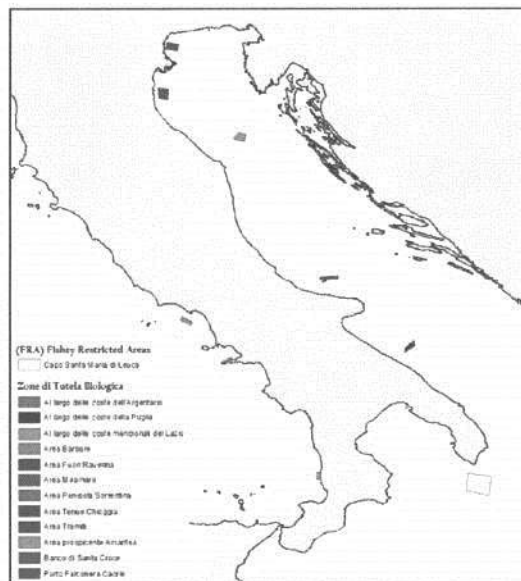 (FRA) Fishey Restricted Areas
Capo Santa Maria di Leuca
Zone di Tutela Biologica
Al largo delle coste dell'Argentario
Al largo delle coste della Puglia
Al largo delle coste meridionali del Lazio
Area Barbare
Area Fuori Ravenna
Area Miramare
Area Penisola Sorrentina
Area Tenue Chioggia
Area Tremiti
Area prospicente Amantea
Banco di Santa Croce
Porto Falconera Caorle